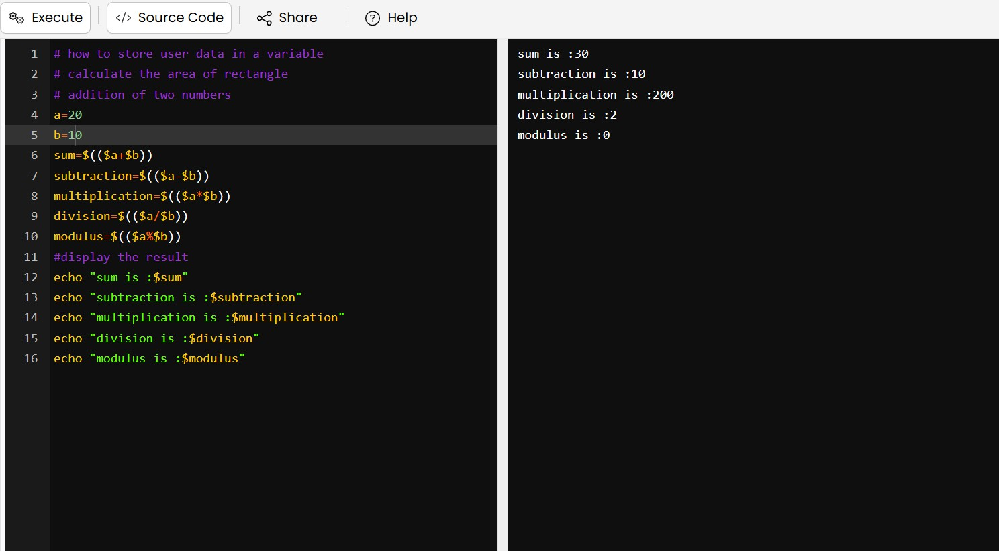 Execute
</> Source Code
Share
Help
1 # how to store user data in a variable
2 # calculate the area of rectangle
3 # addition of two numbers
4 a=20
5 b=10
6 sum=$(($a+$b))
7 subtraction=$(($a-$b))
8 multiplication=$(($a*$b))
9 division=$(($a/$b))
10 modulus=$(($a%$b))
11 #display the result
12 echo "sum is :$sum"
13 echo "subtraction is :$subtraction"
14 echo "multiplication is :$multiplication"
15 echo "division is :$division"
16 echo "modulus is :$modulus"
sum is :30
subtraction is :10
multiplication is :200
division is :2
modulus is :0